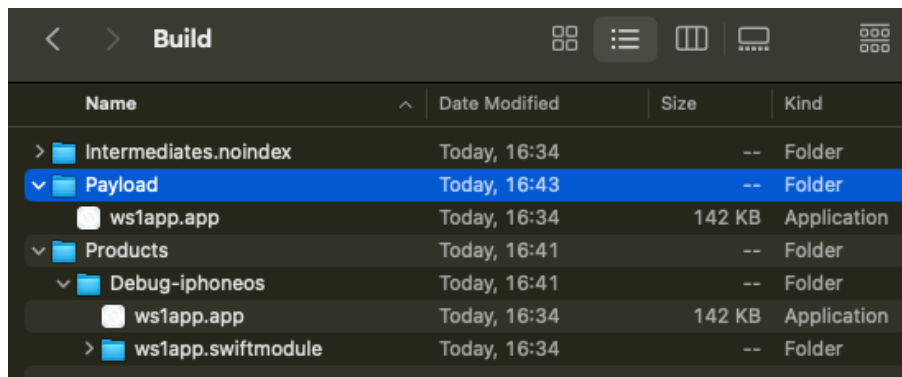 Build
Name Date Modified Size Kind
Intermediates.noindex Today, 16:34 -- Folder
Payload Today, 16:43 -- Folder
ws1app.app Today, 16:34 142 KB Application
Products Today, 16:41 -- Folder
Debug-iphoneos Today, 16:41 -- Folder
ws1app.app Today, 16:34 142 KB Application
ws1app.swiftmodule Today, 16:34 -- Folder